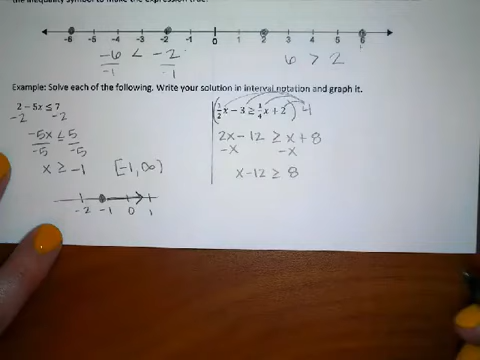 the inequality symbol to make the expression true.
-6 -5 -4 -3 -2 -1 0 1 2 3 4 5 6
-6 < -2
-1 -1
6 > 2
Example: Solve each of the following. Write your solution in interval notation and graph it.
2 - 5x ≤ 7
-2 -2
-5x ≤ 5
-5 -5
x ≥ -1 [-1, ∞)
-2 -1 0 1
(1/2x - 3 ≥ 1/4x + 2) 4
2x - 12 ≥ x + 8
-x -x
x - 12 ≥ 8